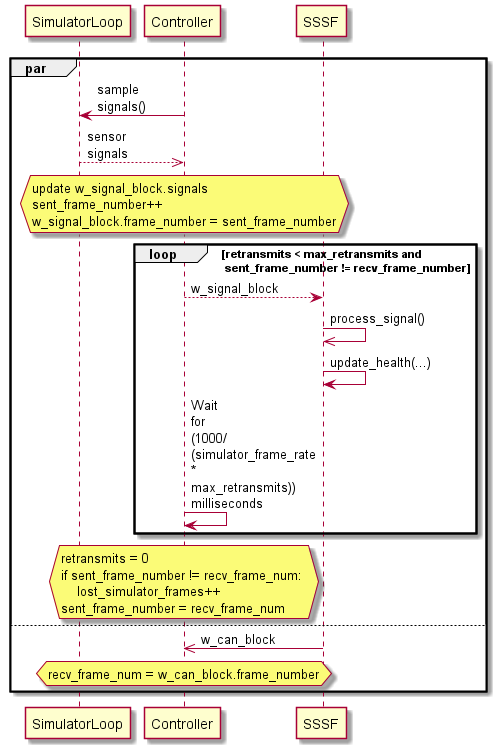 SimulatorLoop
Controller
SSSF
par
sample
signals()
sensor
signals
update w_signal_block.signals
sent_frame_number++
w_signal_block.frame_number = sent_frame_number
loop
[retransmits < max_retransmits and
sent_frame_number != recv_frame_number]
w_signal_block
process_signal()
update_health(...)
Wait
for
(1000/
(simulator_frame_rate
*
max_retransmits))
milliseconds
retransmits = 0
if sent_frame_number != recv_frame_num:
lost_simulator_frames++
sent_frame_number = recv_frame_num
w_can_block
recv_frame_num = w_can_block.frame_number
SimulatorLoop
Controller
SSSF